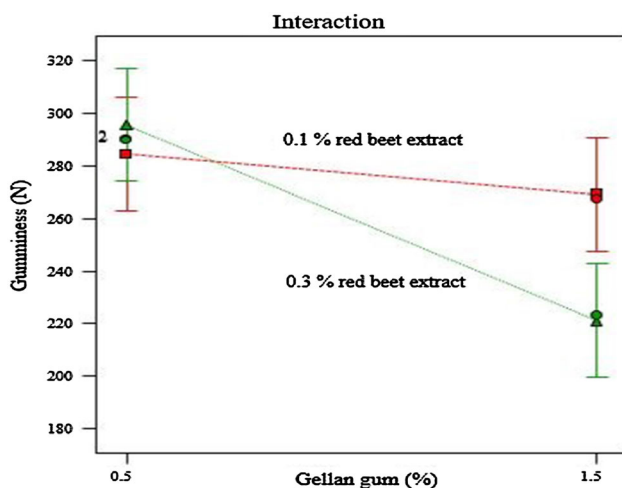 Interaction
320
300
2
280
260
240
220
200
180
Gumminess (N)
0.1 % red beet extract
0.3 % red beet extract
0.5
1.5
Gellan gum (%)